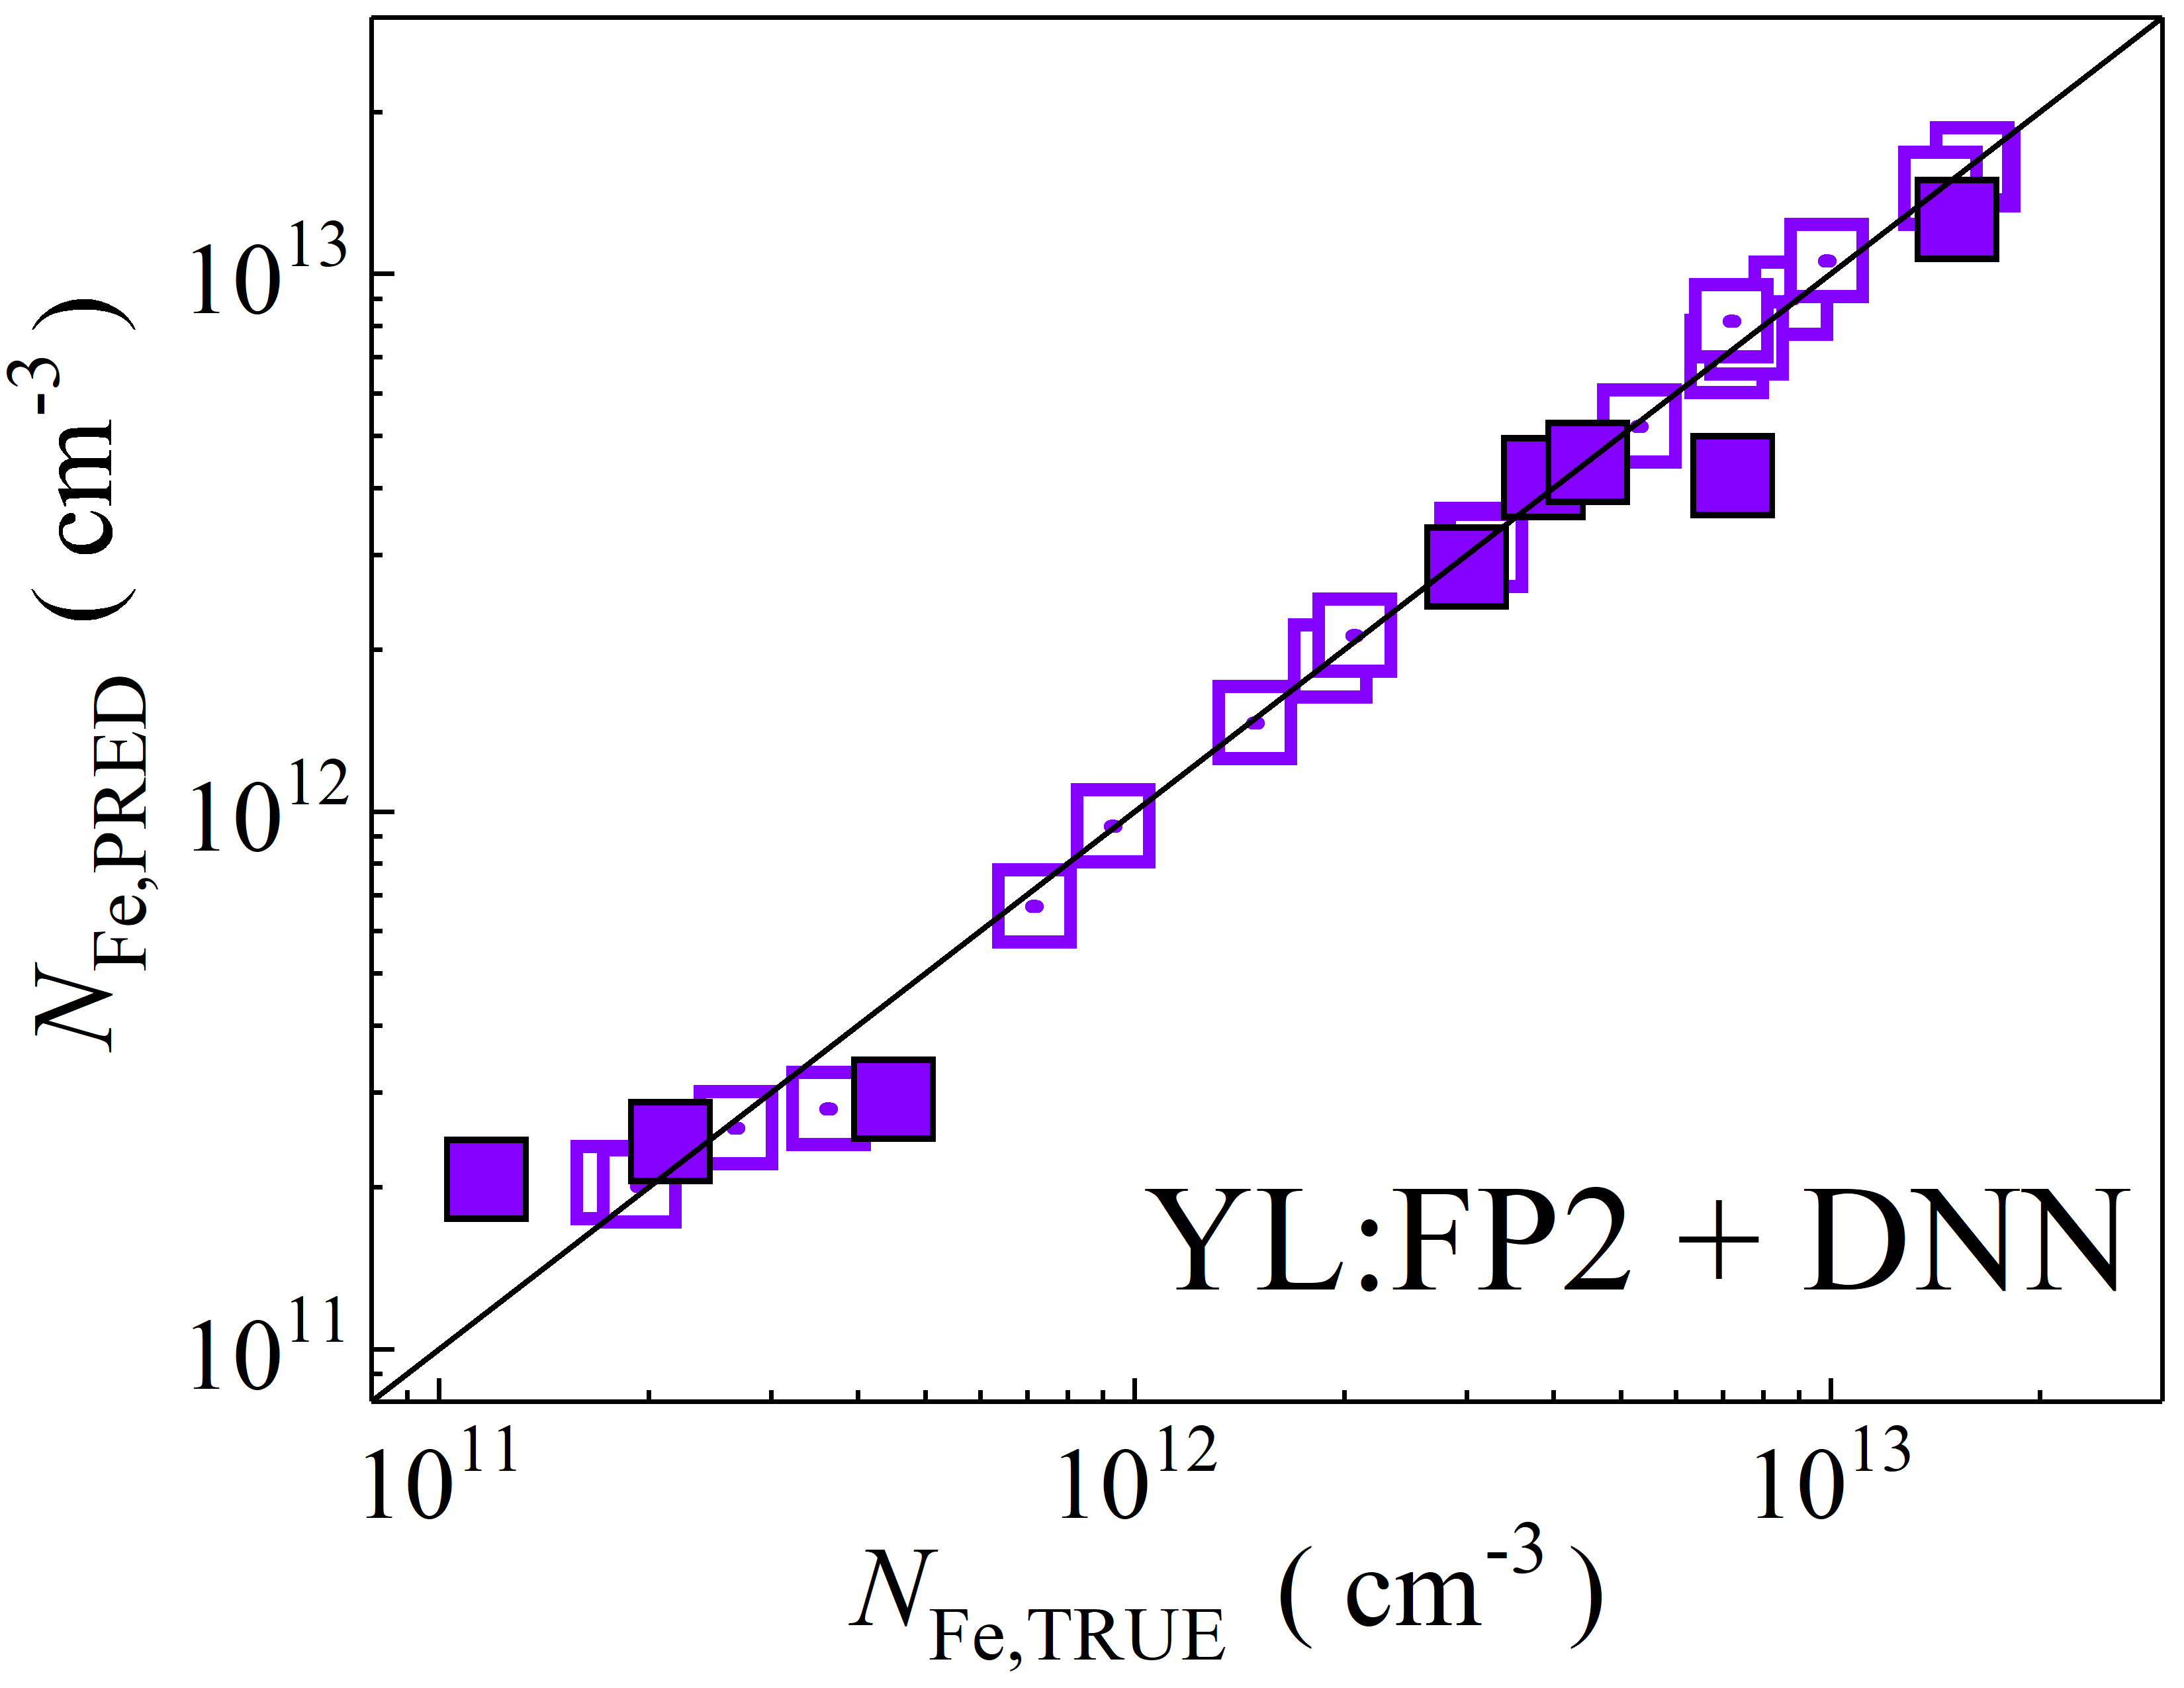 N_Fe,PRED ( cm^-3 )
10^13
10^12
10^11
YL:FP2 + DNN
10^11 10^12 10^13
N_Fe,TRUE ( cm^-3 )